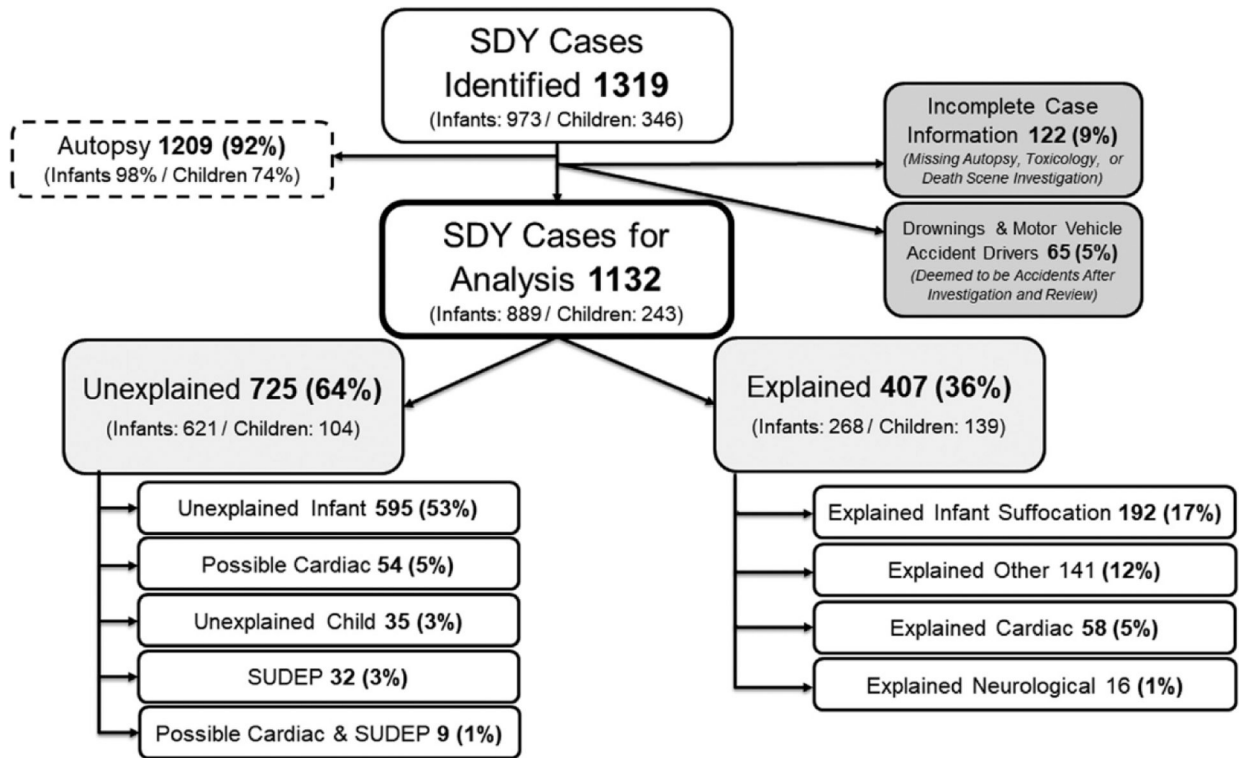 SDY Cases
Identified 1319
(Infants: 973 / Children: 346)
Autopsy 1209 (92%)
(Infants 98% / Children 74%)
Incomplete Case
Information 122 (9%)
(Missing Autopsy, Toxicology, or
Death Scene Investigation)
Drownings & Motor Vehicle
Accident Drivers 65 (5%)
(Deemed to be Accidents After
Investigation and Review)
SDY Cases for
Analysis 1132
(Infants: 889 / Children: 243)
Unexplained 725 (64%)
(Infants: 621 / Children: 104)
Unexplained Infant 595 (53%)
Possible Cardiac 54 (5%)
Unexplained Child 35 (3%)
SUDEP 32 (3%)
Possible Cardiac & SUDEP 9 (1%)
Explained 407 (36%)
(Infants: 268 / Children: 139)
Explained Infant Suffocation 192 (17%)
Explained Other 141 (12%)
Explained Cardiac 58 (5%)
Explained Neurological 16 (1%)